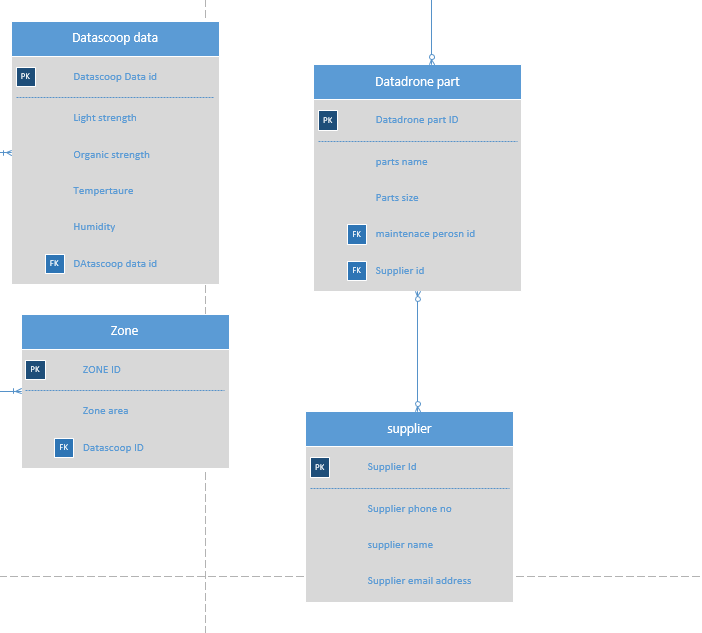 Datascoop data
PK Datascoop Data id
Light strength
Organic strength
Tempertaure
Humidity
FK DAtascoop data id
Zone
PK ZONE ID
Zone area
FK Datascoop ID
Datadrone part
PK Datadrone part ID
parts name
Parts size
FK maintenace perosn id
FK Supplier id
supplier
PK Supplier Id
Supplier phone no
supplier name
Supplier email address